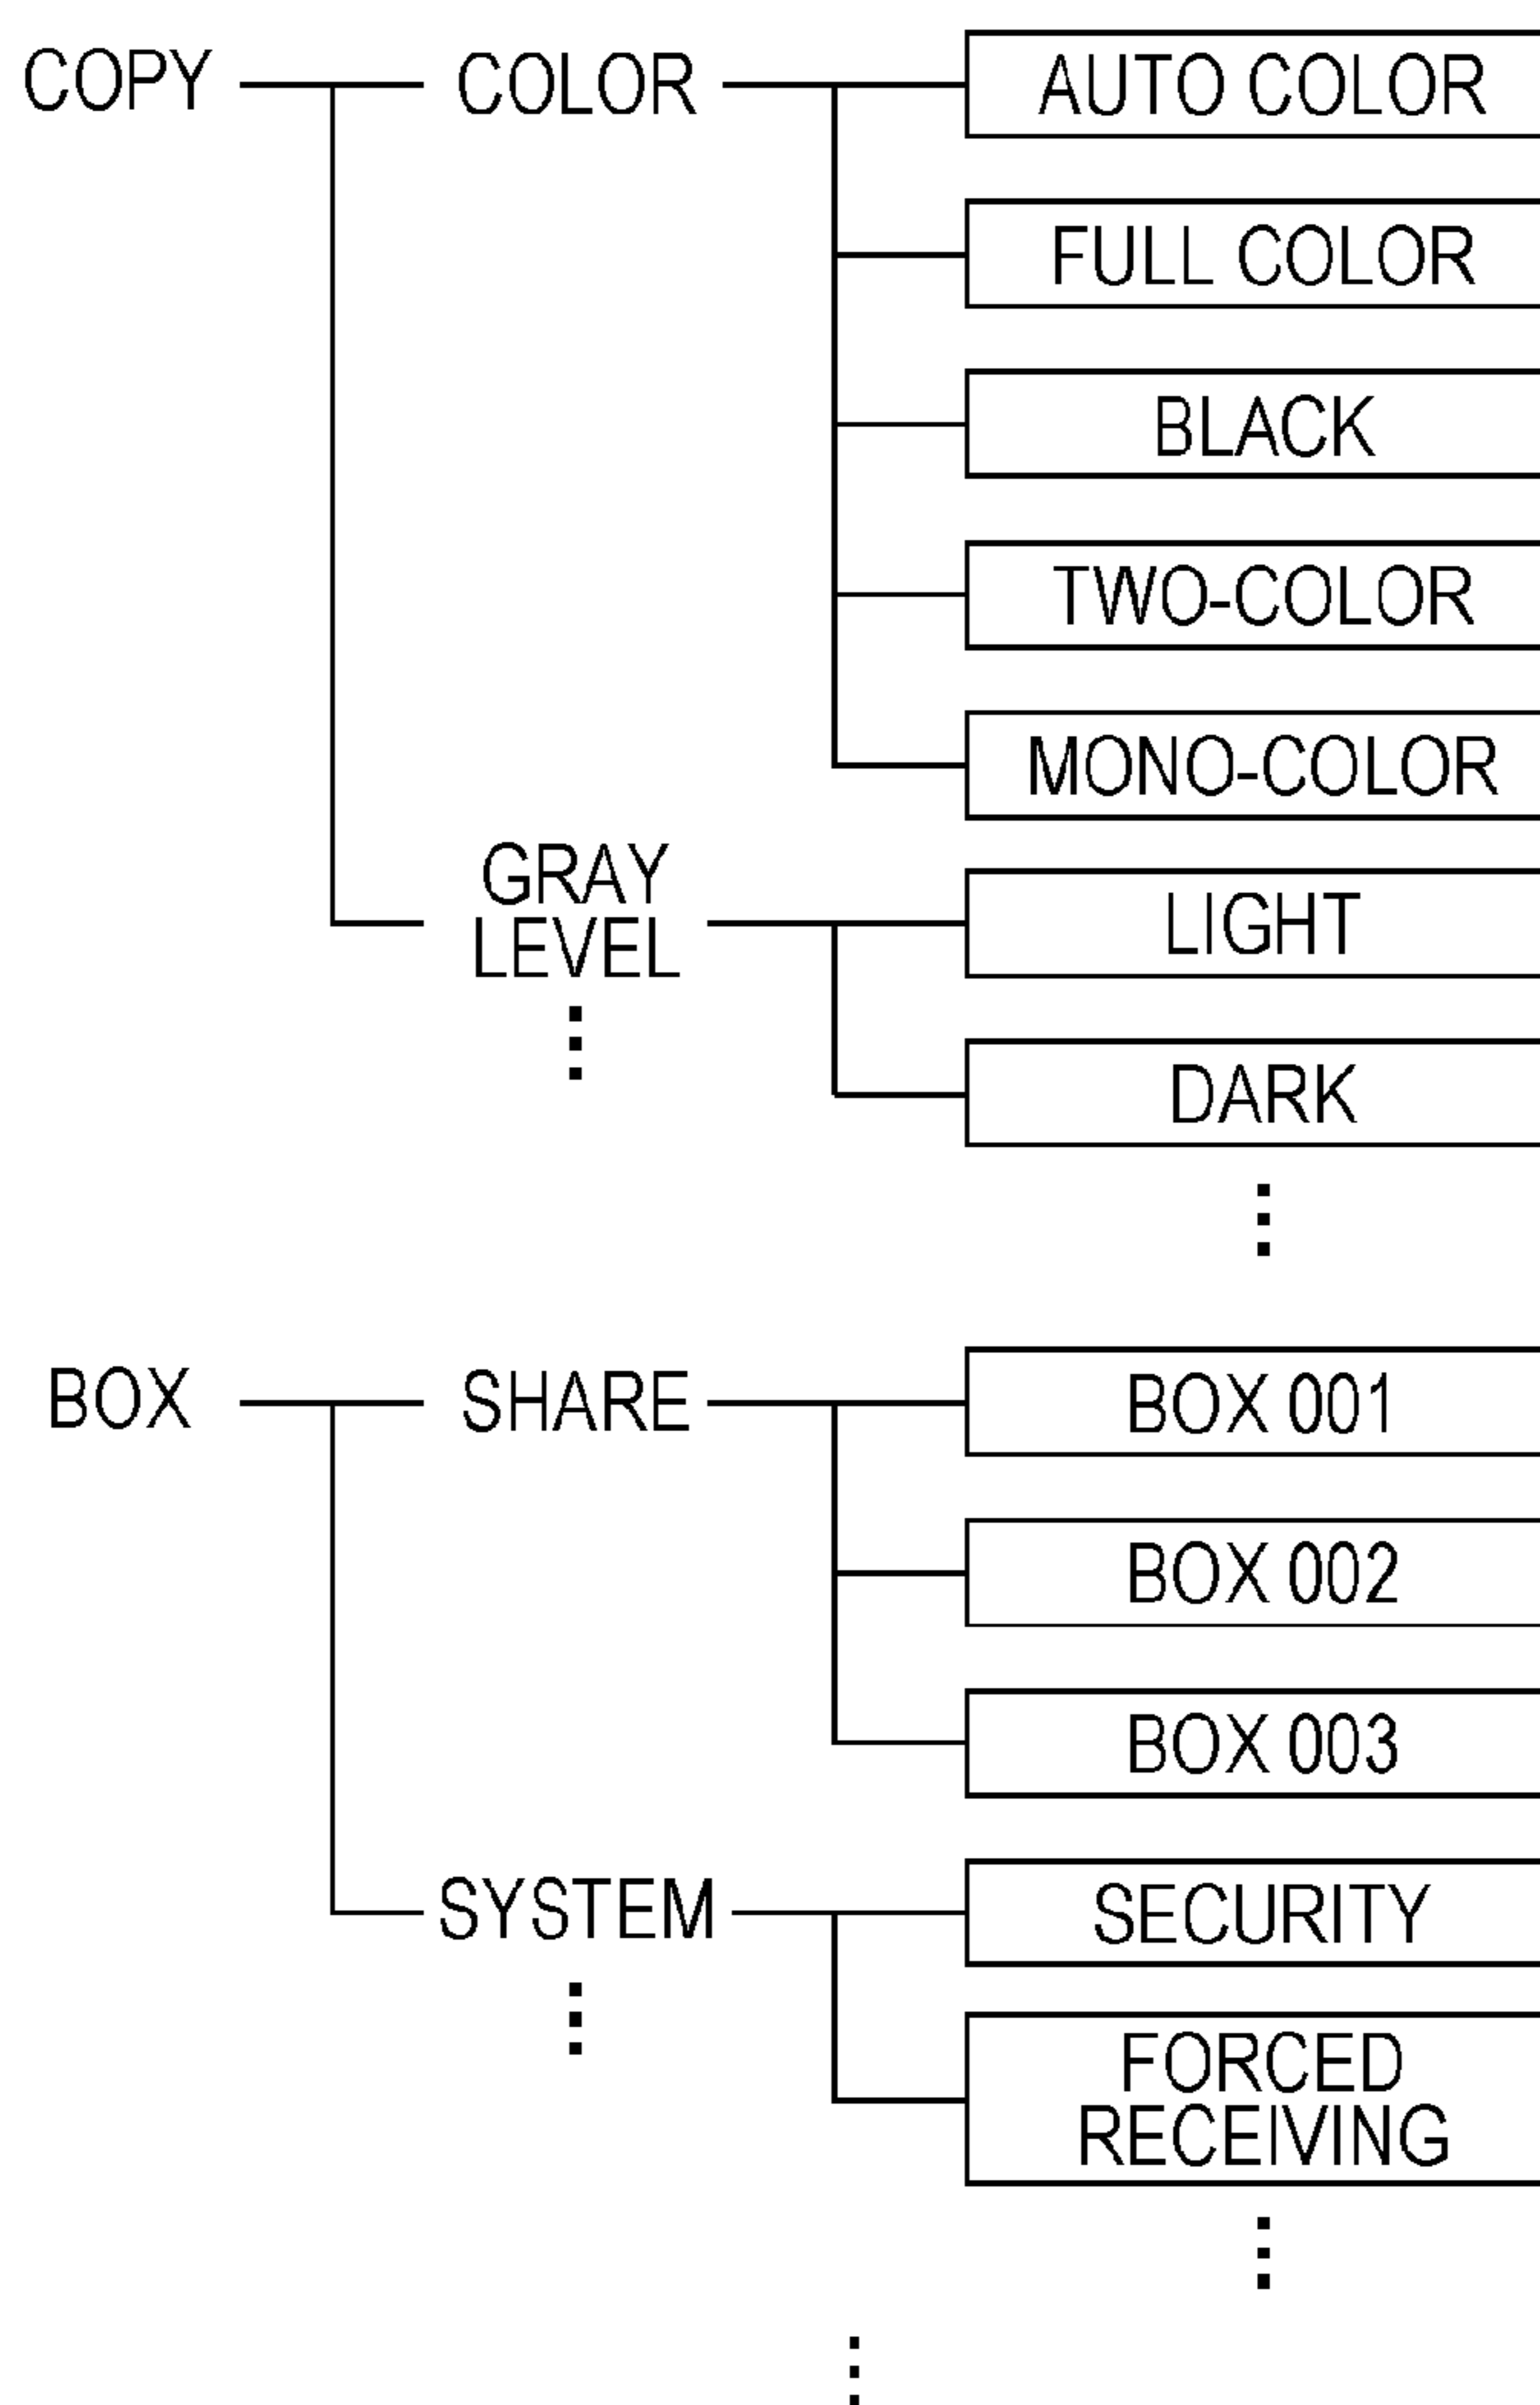 COPY
COLOR
AUTO COLOR
FULL COLOR
BLACK
TWO-COLOR
MONO-COLOR
GRAY
LEVEL
LIGHT
DARK
BOX
SHARE
BOX 001
BOX 002
BOX 003
SYSTEM
SECURITY
FORCED
RECEIVING